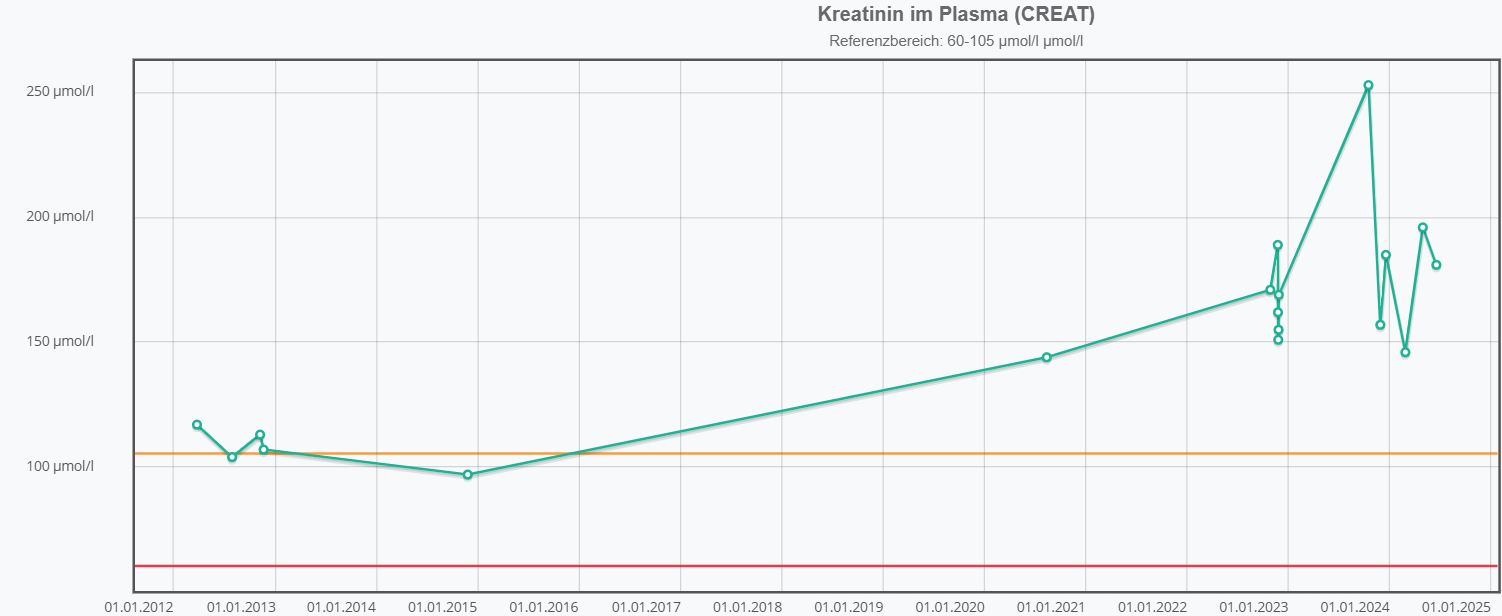 Kreatinin im Plasma (CREAT)
Referenzbereich: 60-105 µmol/l µmol/l
250 µmol/l
200 µmol/l
150 µmol/l
100 µmol/l
01.01.2012 01.01.2013 01.01.2014 01.01.2015 01.01.2016 01.01.2017 01.01.2018 01.01.2019 01.01.2020 01.01.2021 01.01.2022 01.01.2023 01.01.2024 01.01.2025